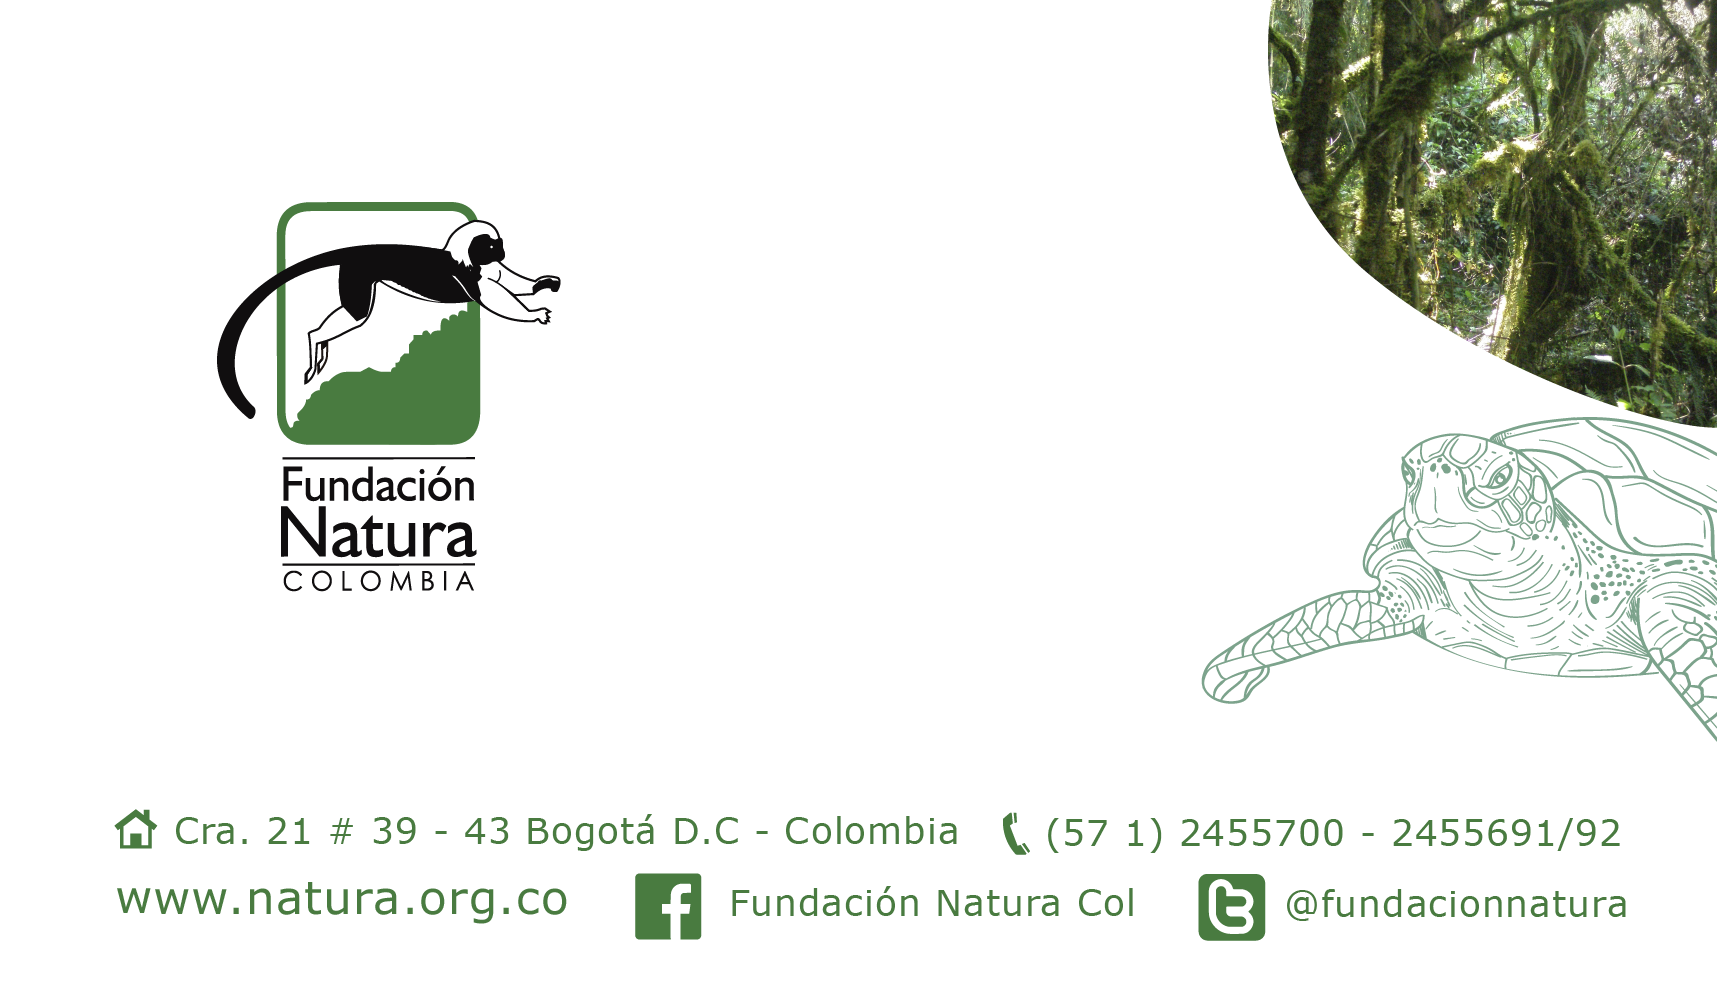 Fundación
Natura
COLOMBIA
Cra. 21 # 39 - 43 Bogotá D.C - Colombia
(57 1) 2455700 - 2455691/92
www.natura.org.co
Fundación Natura Col
@fundacionnatura